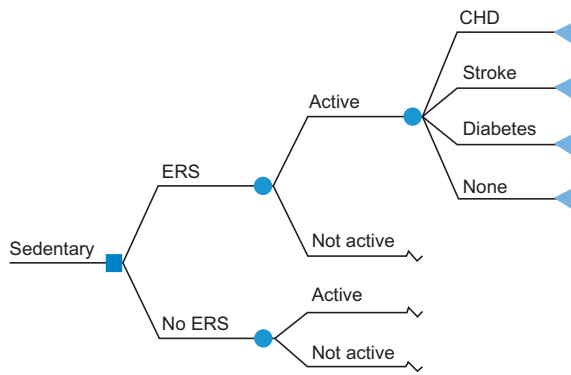 CHD
Stroke
Active
Diabetes
ERS
None
Sedentary
Not active
Active
No ERS
Not active